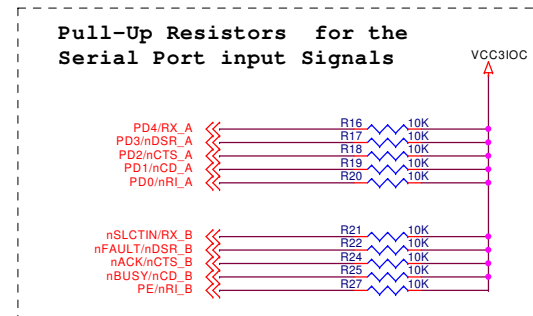 Pull-Up Resistors for the
Serial Port input Signals
VCC3IOC
PD4/RX_A R16 10K
PD3/nDSR_A R17 10K
PD2/nCTS_A R18 10K
PD1/nCD_A R19 10K
PD0/nRI_A R20 10K
nSLCTIN/RX_B R21 10K
nFAULT/nDSR_B R22 10K
nACK/nCTS_B R24 10K
nBUSY/nCD_B R25 10K
PE/nRI_B R27 10K